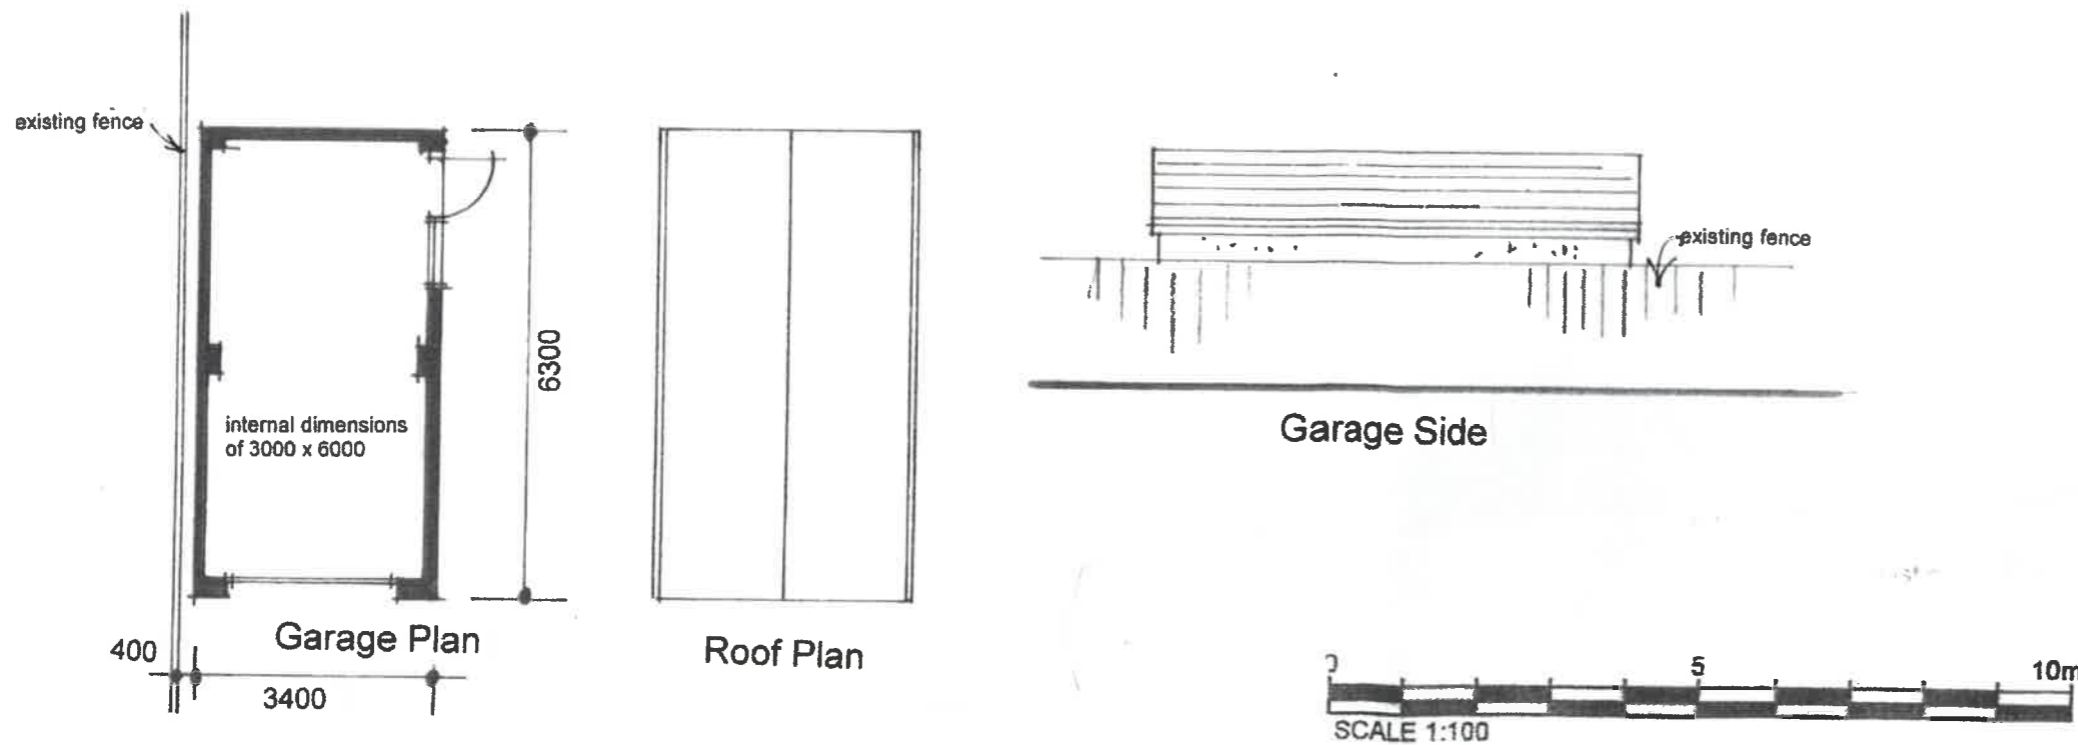 existing fence
6300
internal dimensions
of 3000 x 6000
Garage Plan
400
3400
Roof Plan
existing fence
Garage Side
0 5 10m
SCALE 1:100